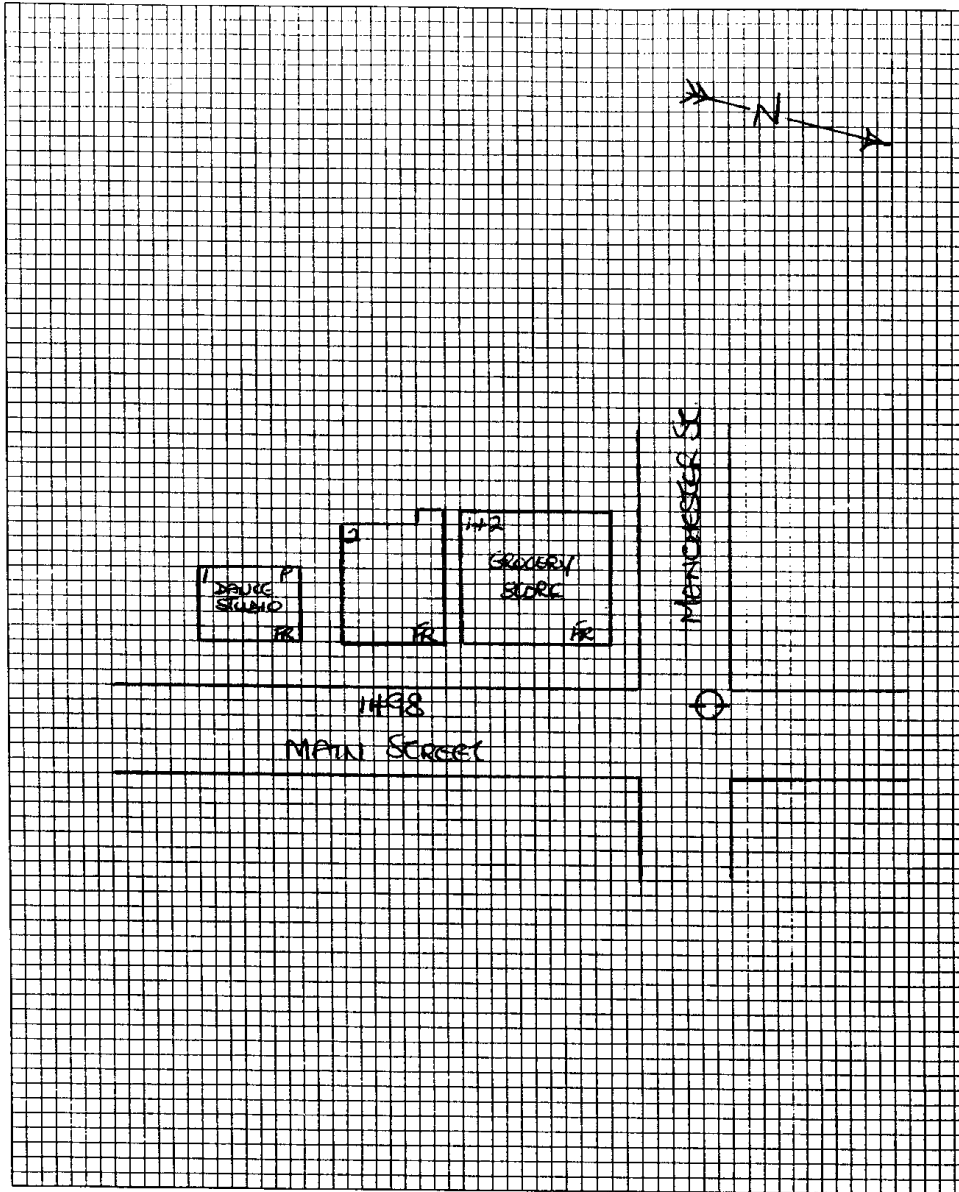 N
MANCHESTER St.
2
1+2
GROCERY
STORE
FR
1 P
DANCE
STUDIO
FR
FR
1498
MAIN STREET